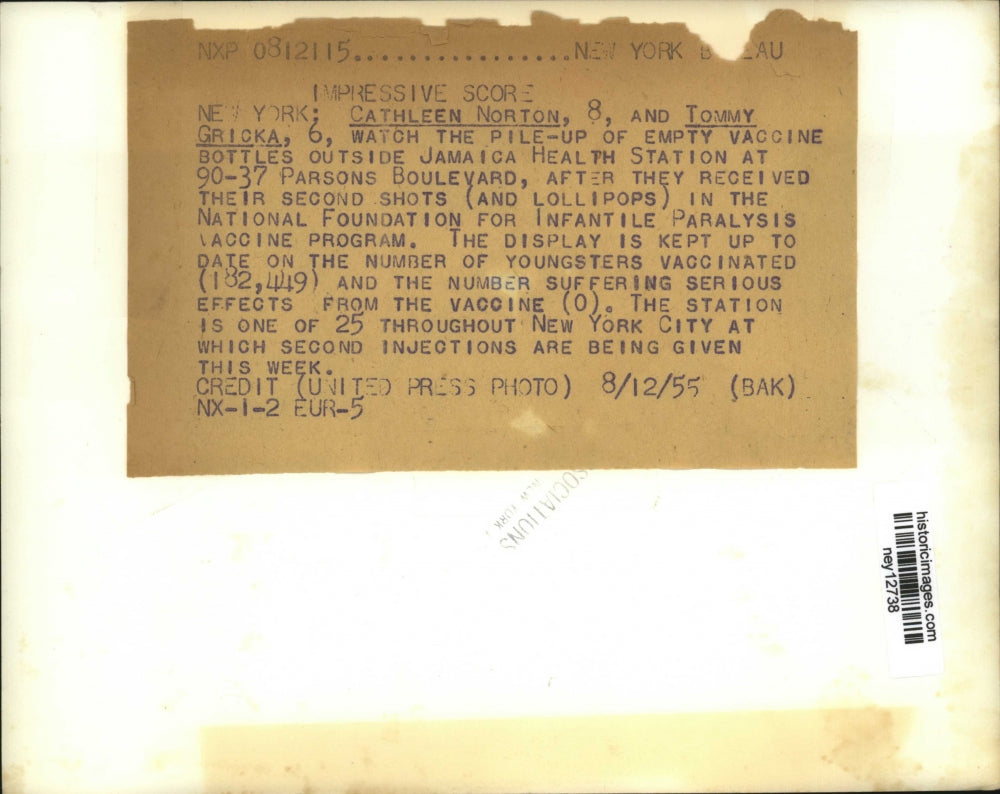 NXP 0812115..................NEW YORK B EAU
IMPRESSIVE SCORE
NEW YORK; CATHLEEN NORTON, 8, AND TOMMY
GRICKA, 6, WATCH THE PILE-UP OF EMPTY VACCINE
BOTTLES OUTSIDE JAMAICA HEALTH STATION AT
90-37 PARSONS BOULEVARD, AFTER THEY RECEIVED
THEIR SECOND SHOTS (AND LOLLIPOPS) IN THE
NATIONAL FOUNDATION FOR INFANTILE PARALYSIS
VACCINE PROGRAM. THE DISPLAY IS KEPT UP TO
DATE ON THE NUMBER OF YOUNGSTERS VACCINATED
(182,449) AND THE NUMBER SUFFERING SERIOUS
EFFECTS FROM THE VACCINE (0). THE STATION
IS ONE OF 25 THROUGHOUT NEW YORK CITY AT
WHICH SECOND INJECTIONS ARE BEING GIVEN
THIS WEEK.
CREDIT (UNITED PRESS PHOTO) 8/12/55 (BAK)
NX-1-2 EUR-5
SOCIATIONS
NEW YORK
historicimages.com
ney12738